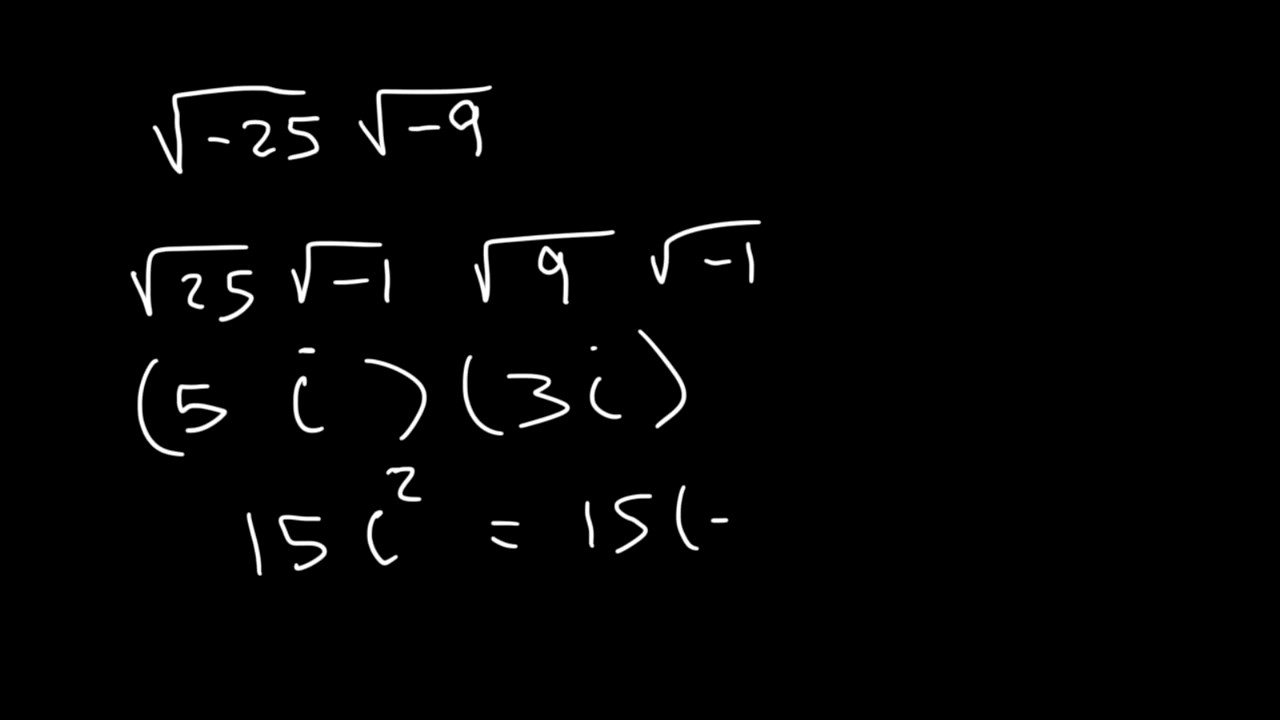 √-25 √-9
√25 √-1 √9 √-1
(5 i) (3i)
15i² = 15(-